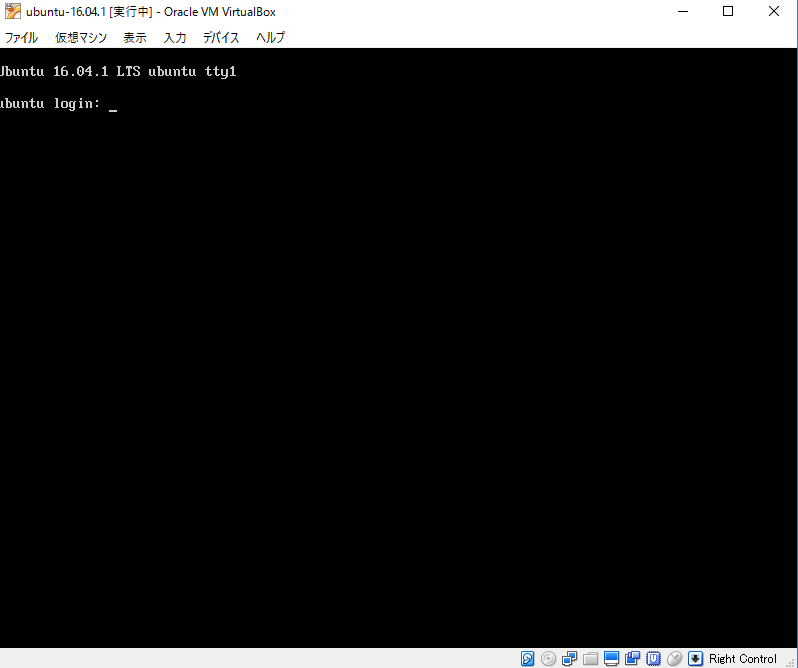 ubuntu-16.04.1 [実行中] - Oracle VM VirtualBox
ファイル 仮想マシン 表示 入力 デバイス ヘルプ
Ubuntu 16.04.1 LTS ubuntu tty1
ubuntu login: _
Right Control